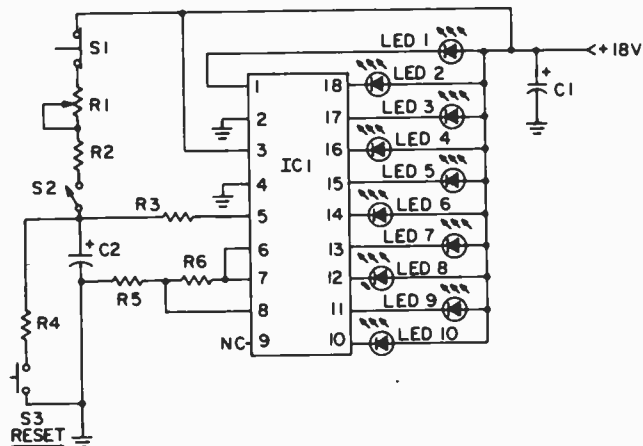 S1
R1
R2
S2
R3
+
C2
R5
R6
R4
S3
RESET
1
2
3
4
5
6
7
8
NC 9
IC1
18
17
16
15
14
13
12
11
10
LED 1
LED 2
LED 3
LED 4
LED 5
LED 6
LED 7
LED 8
LED 9
LED 10
+18V
+
C1